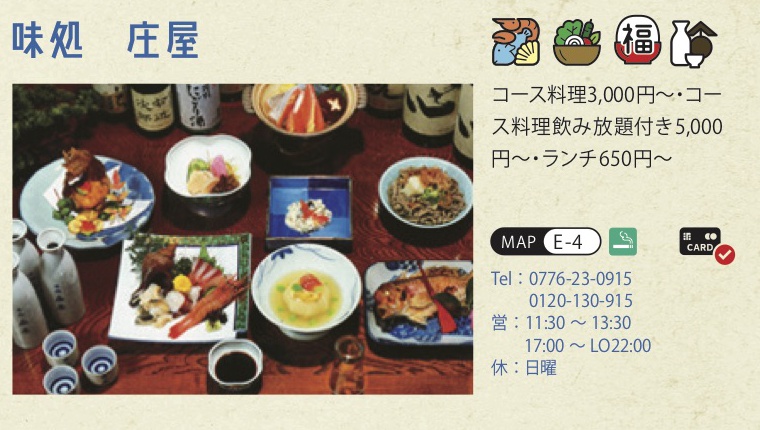 味処 庄屋
福
コース料理3,000円〜・コー
ス料理飲み放題付き5,000
円〜・ランチ650円〜
MAP E-4
CARD
Tel：0776-23-0915
0120-130-915
営：11:30 〜 13:30
17:00 〜 LO22:00
休：日曜